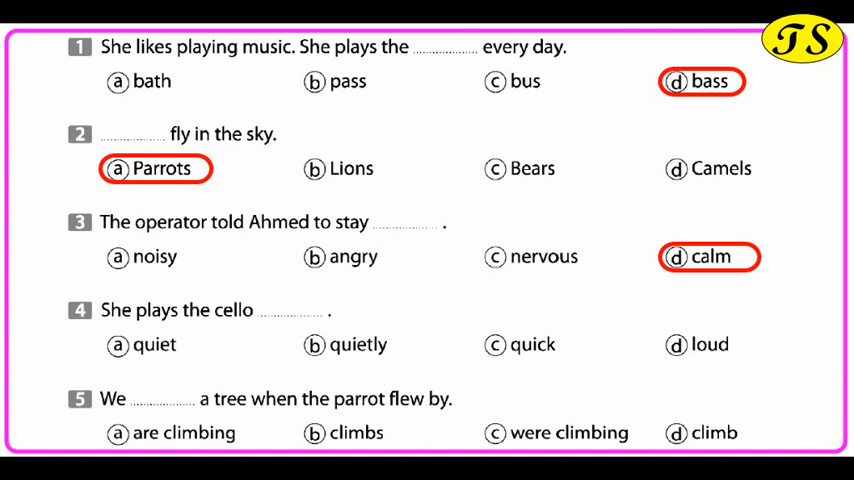 TS
1 She likes playing music. She plays the .................. every day.
a bath b pass c bus d bass
2 .................. fly in the sky.
a Parrots b Lions c Bears d Camels
3 The operator told Ahmed to stay .................. .
a noisy b angry c nervous d calm
4 She plays the cello .................. .
a quiet b quietly c quick d loud
5 We .................. a tree when the parrot flew by.
a are climbing b climbs c were climbing d climb